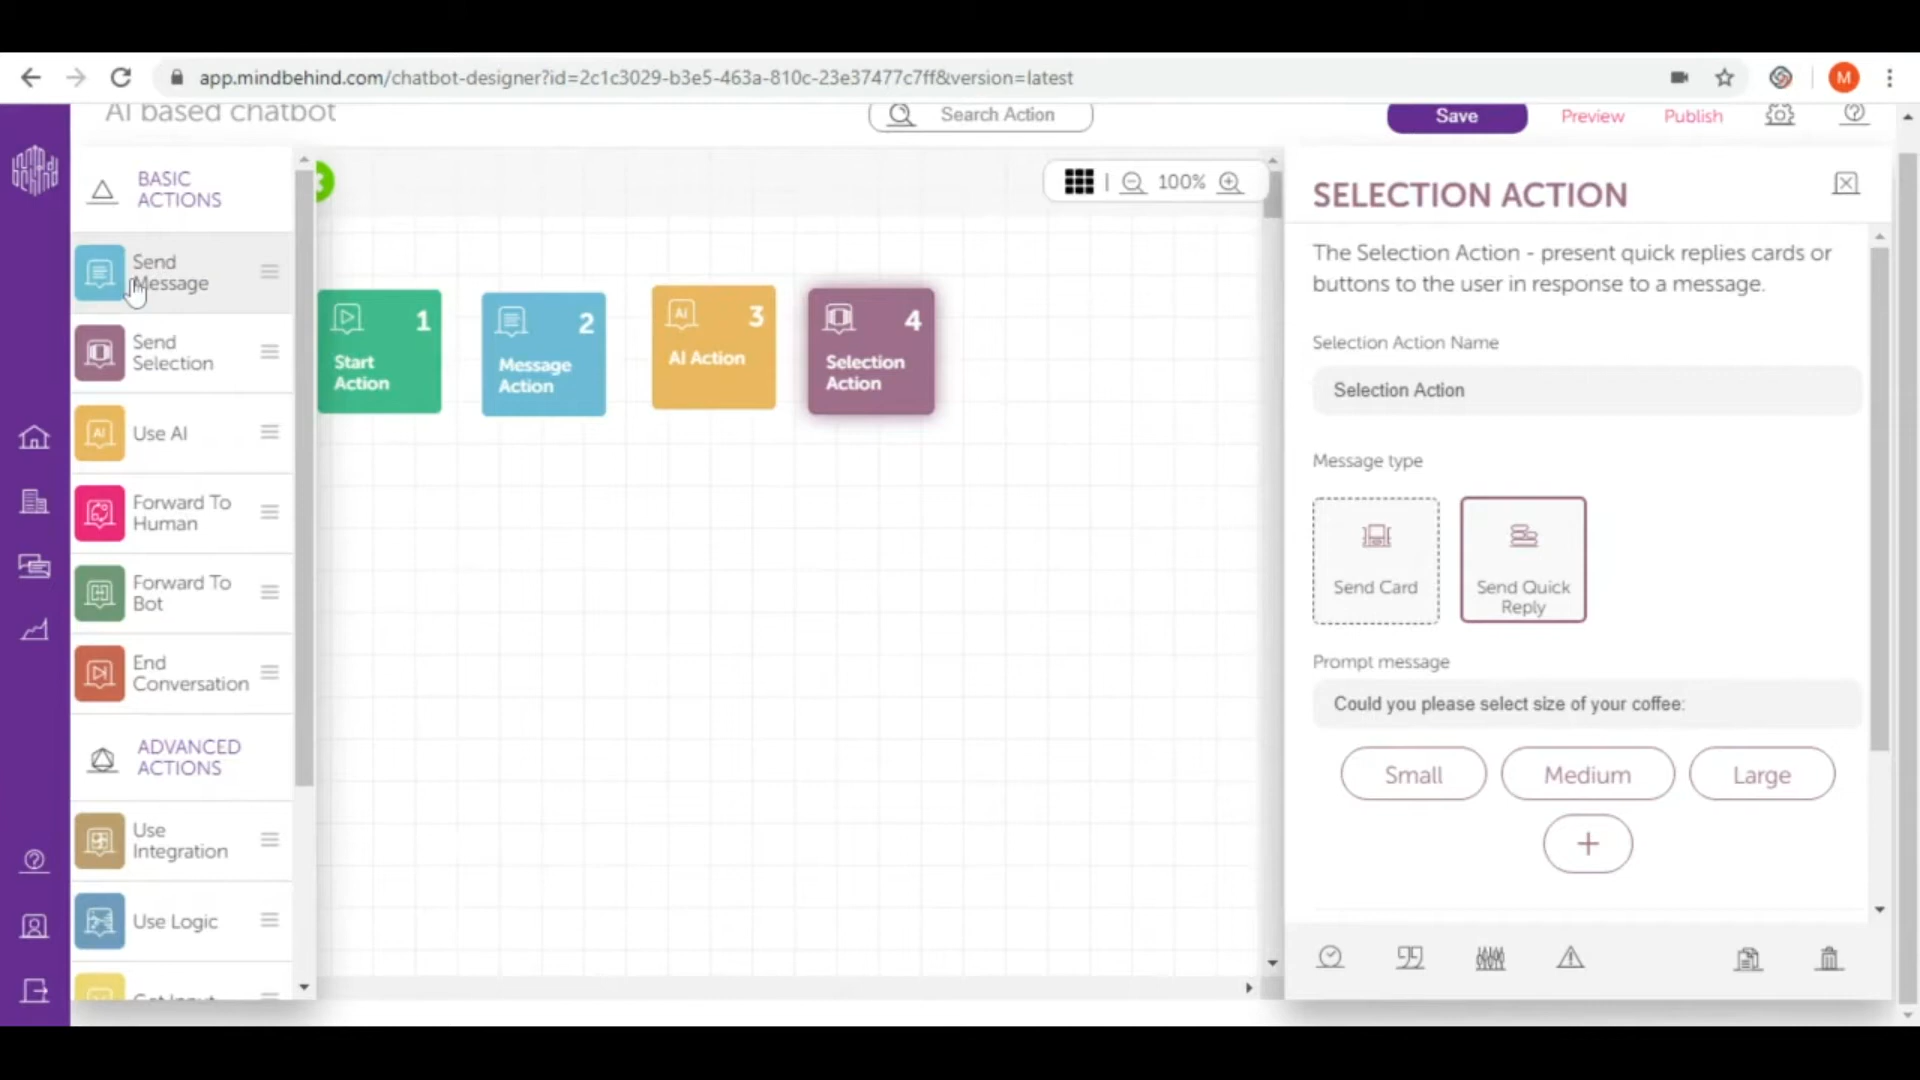 app.mindbehind.com/chatbot-designer?id=2c1c3029-b3e5-463a-810c-23e37477c7ff&version=latest
M
AI based chatbot
Search Action
Save
Preview
Publish
mindbehind
BASIC
ACTIONS
Send
Message
Send
Selection
AI
Use AI
Forward To
Human
Forward To
Bot
End
Conversation
ADVANCED
ACTIONS
Use
Integration
Use Logic
Get Input
100%
1
Start
Action
2
Message
Action
AI
3
AI Action
4
Selection
Action
SELECTION ACTION
The Selection Action - present quick replies cards or
buttons to the user in response to a message.
Selection Action Name
Selection Action
Message type
Send Card
Send Quick
Reply
Prompt message
Could you please select size of your coffee:
Small
Medium
Large
+